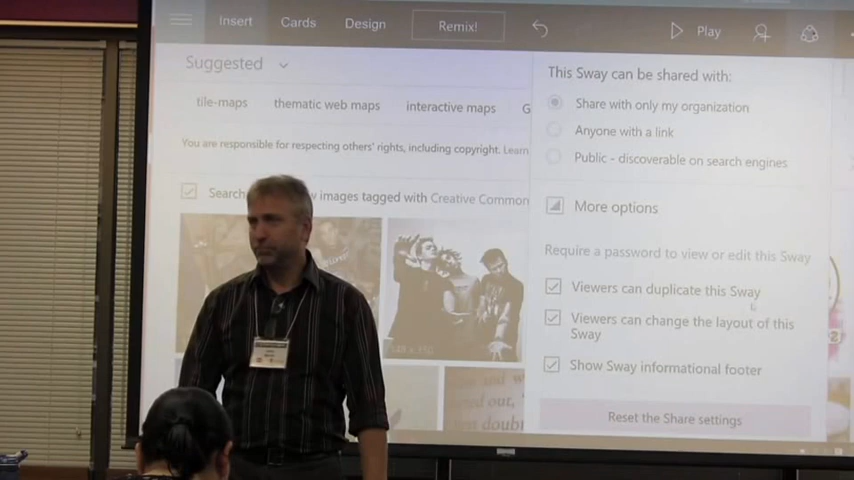 Insert Cards Design Remix! Play
Suggested
tile-maps thematic web maps interactive maps G
You are responsible for respecting others' rights, including copyright. Learn
Search images tagged with Creative Common
This Sway can be shared with:
Share with only my organization
Anyone with a link
Public - discoverable on search engines
More options
Require a password to view or edit this Sway
Viewers can duplicate this Sway
Viewers can change the layout of this
Sway
Show Sway informational footer
Reset the Share settings